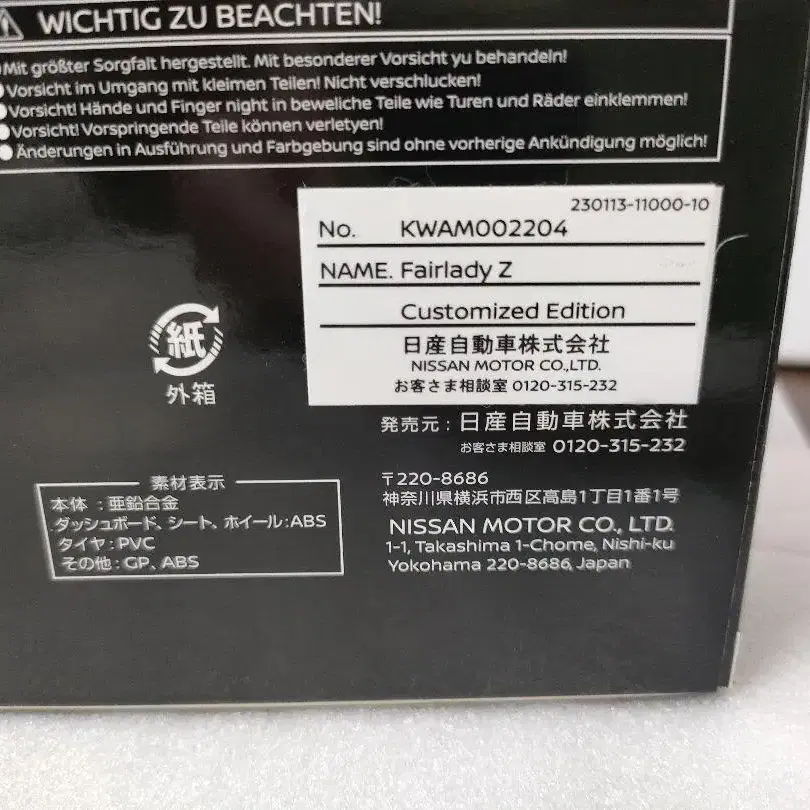 WICHTIG ZU BEACHTEN!
●Mit größter Sorgfalt hergestellt. Mit besonderer Vorsicht yu behandeln!
●Vorsicht im Umgang mit kleimen Teilen! Nicht verschlucken!
●Vorsicht! Hände und Finger night in bewegliche Teile wie Turen und Räder einklemmen!
●Vorsicht! Vorspringende Teile können verletyen!
●Änderungen in Ausführung und Farbgebung sind ohne vorherige Ankündigung möglich!
230113-11000-10
No. KWAM002204
NAME. Fairlady Z
Customized Edition
日産自動車株式会社
NISSAN MOTOR CO.,LTD.
お客さま相談室 0120-315-232
紙
外箱
発売元：日産自動車株式会社
お客さま相談室 0120-315-232
〒220-8686
神奈川県横浜市西区高島1丁目1番1号
NISSAN MOTOR CO., LTD.
1-1, Takashima 1-Chome, Nishi-ku
Yokohama 220-8686, Japan
素材表示
本体：亜鉛合金
ダッシュボード、シート、ホイール：ABS
タイヤ：PVC
その他：GP、ABS